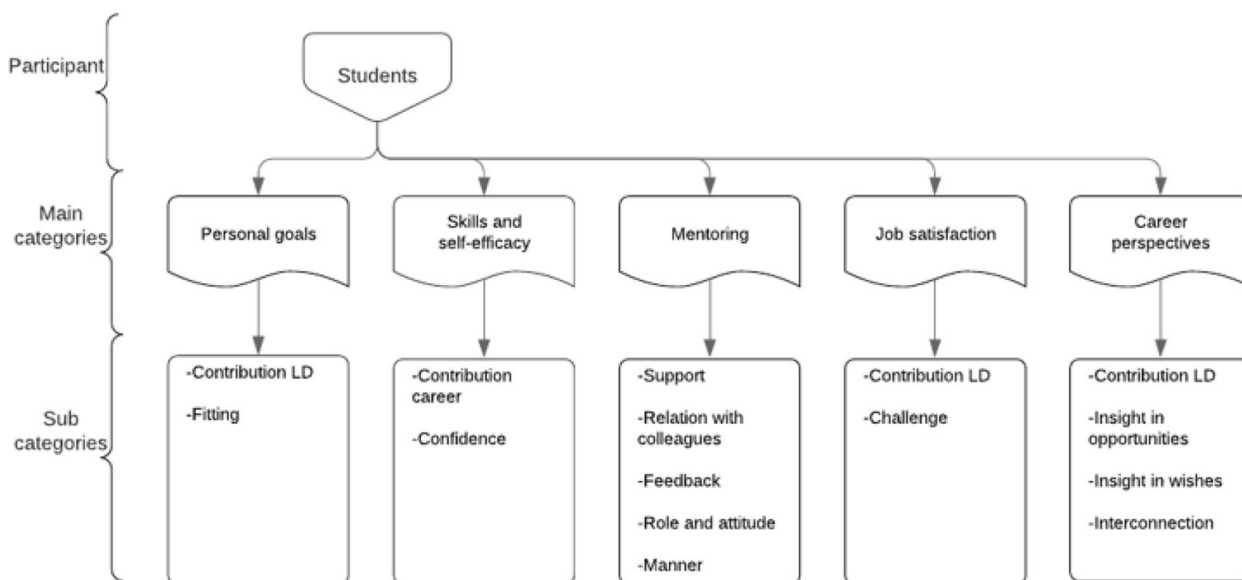 Participant
Students
Main
categories
Personal goals
Skills and
self-efficacy
Mentoring
Job satisfaction
Career
perspectives
Sub
categories
-Contribution LD
-Fitting
-Contribution
career
-Confidence
-Support
-Relation with
colleagues
-Feedback
-Role and attitude
-Manner
-Contribution LD
-Challenge
-Contribution LD
-Insight in
opportunities
-Insight in wishes
-Interconnection